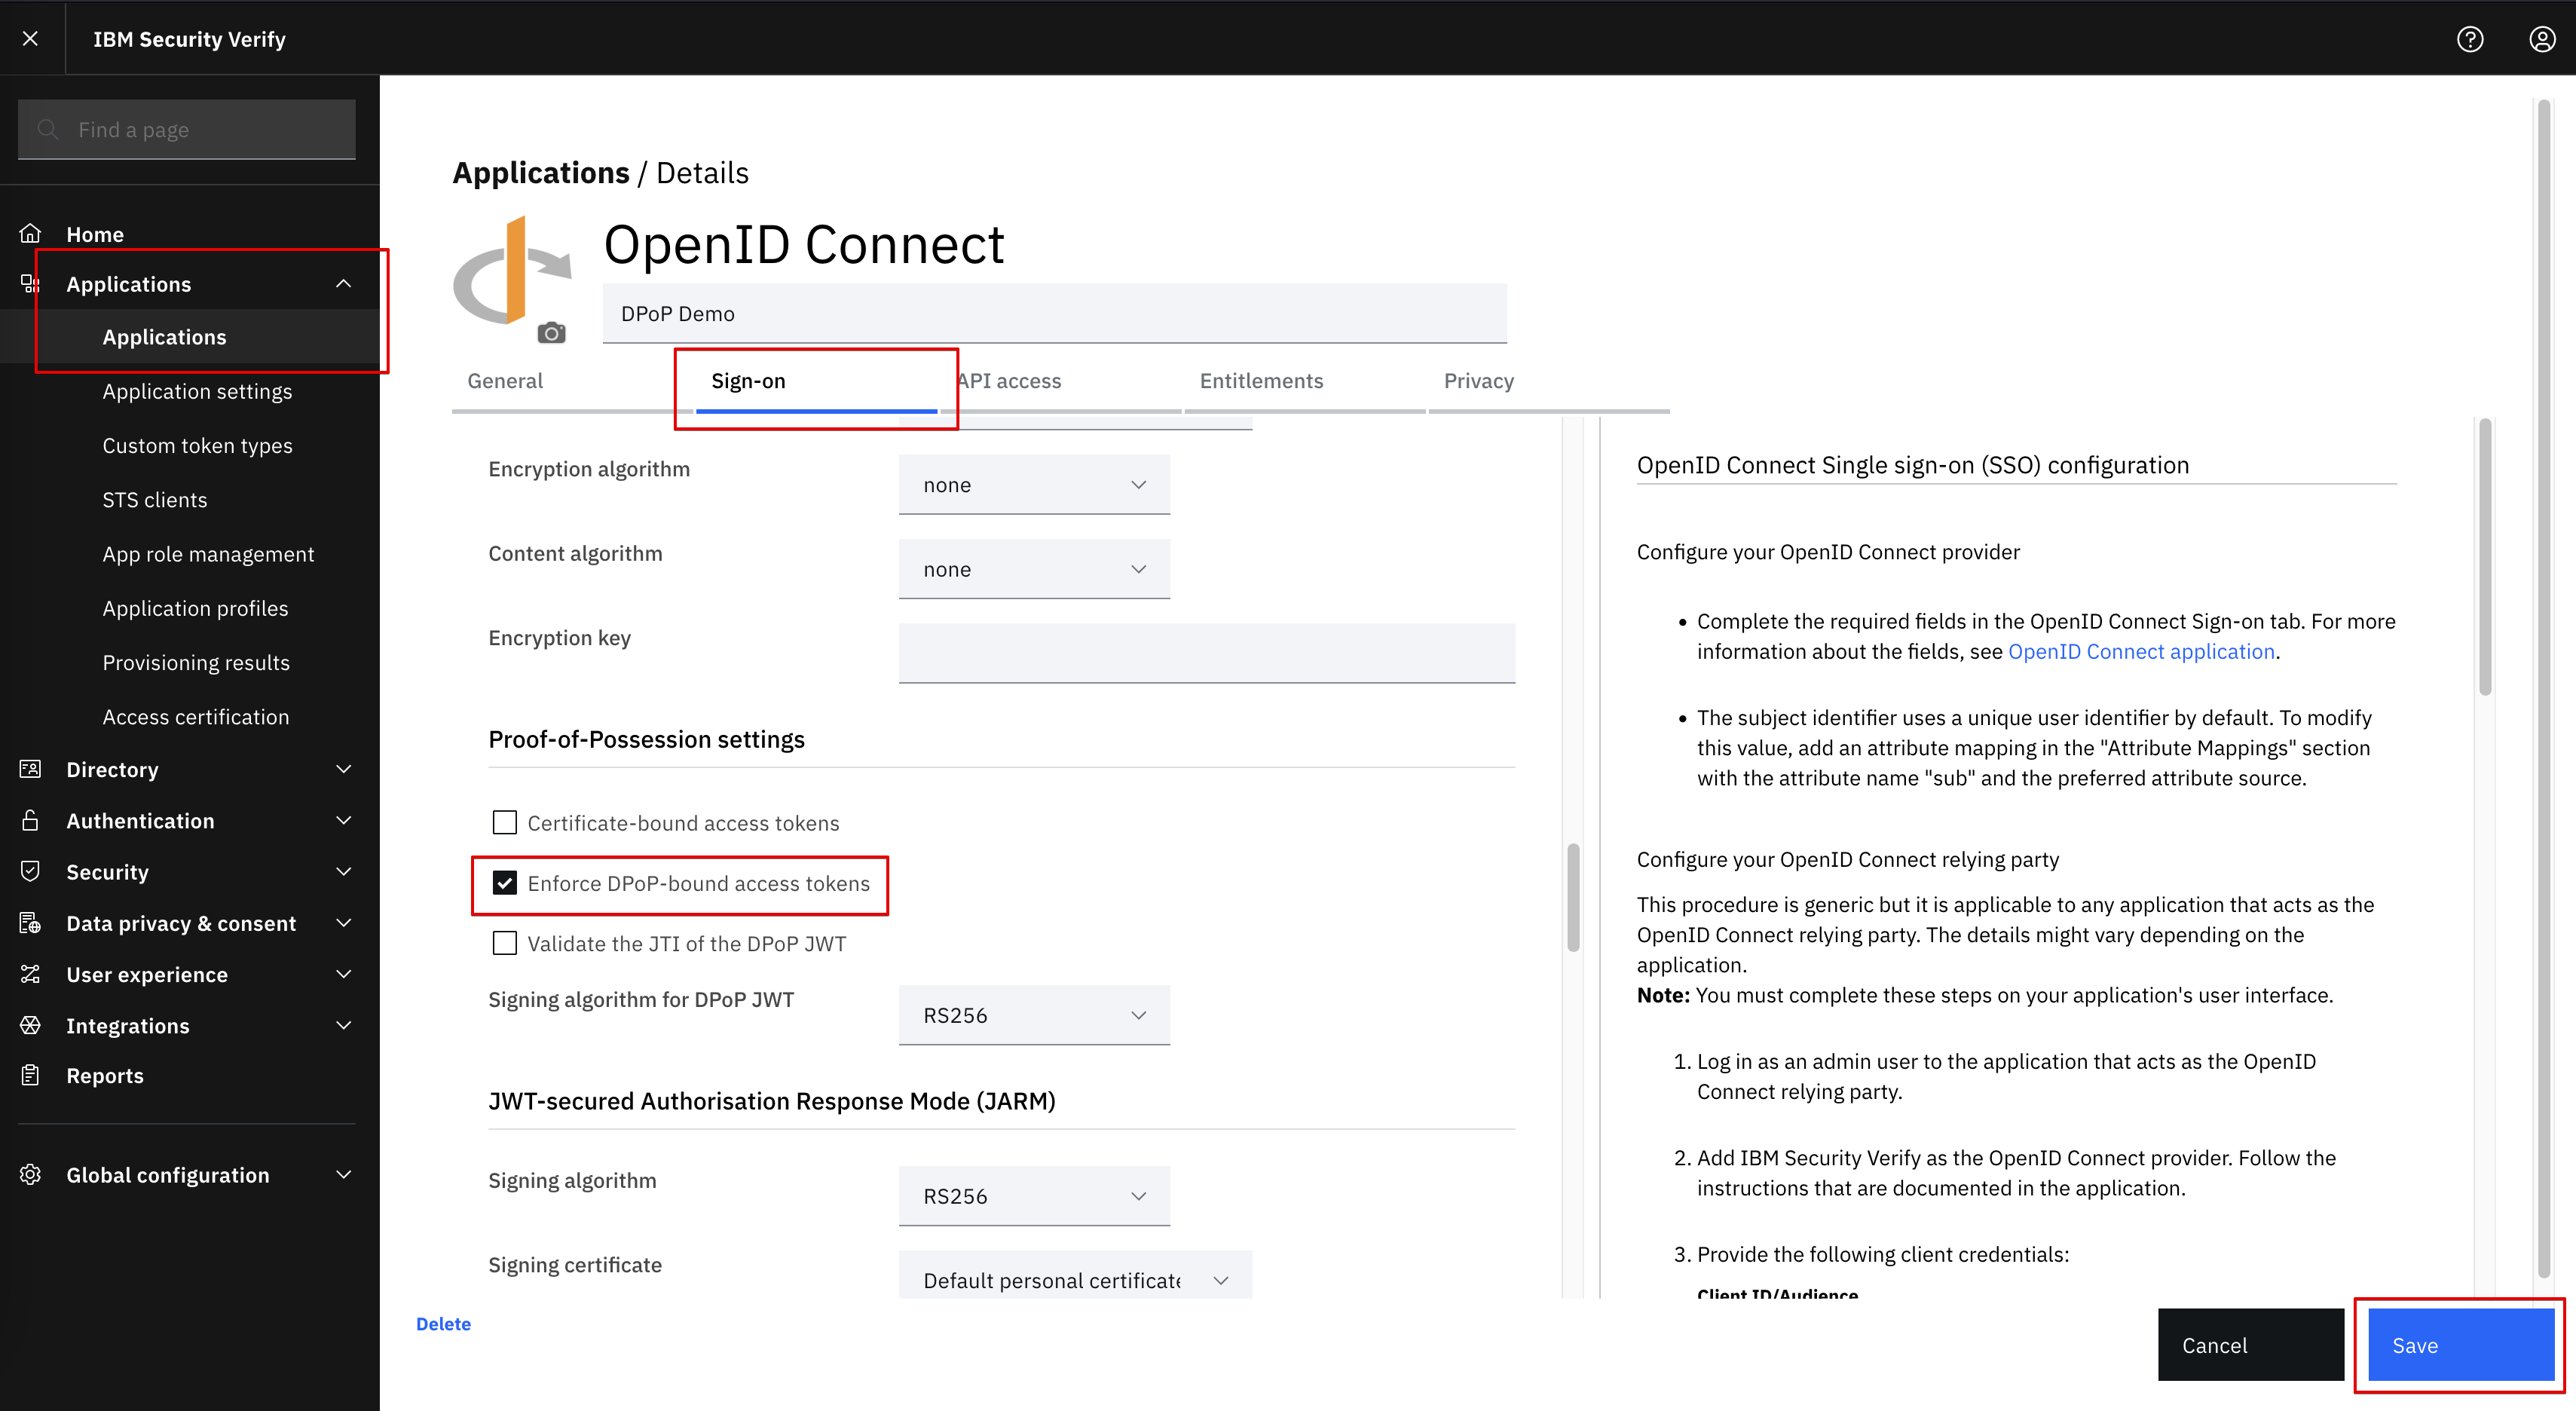 IBM Security Verify
Find a page
Home
Applications
Applications
Application settings
Custom token types
STS clients
App role management
Application profiles
Provisioning results
Access certification
Directory
Authentication
Security
Data privacy & consent
User experience
Integrations
Reports
Global configuration
Applications / Details
OpenID Connect
DPoP Demo
General
Sign-on
API access
Entitlements
Privacy
Encryption algorithm
none
Content algorithm
none
Encryption key
Proof-of-Possession settings
Certificate-bound access tokens
Enforce DPoP-bound access tokens
Validate the JTI of the DPoP JWT
Signing algorithm for DPoP JWT
RS256
JWT-secured Authorisation Response Mode (JARM)
Signing algorithm
RS256
Signing certificate
Default personal certificate
OpenID Connect Single sign-on (SSO) configuration
Configure your OpenID Connect provider
• Complete the required fields in the OpenID Connect Sign-on tab. For more
information about the fields, see OpenID Connect application.
• The subject identifier uses a unique user identifier by default. To modify
this value, add an attribute mapping in the "Attribute Mappings" section
with the attribute name "sub" and the preferred attribute source.
Configure your OpenID Connect relying party
This procedure is generic but it is applicable to any application that acts as the
OpenID Connect relying party. The details might vary depending on the
application.
Note: You must complete these steps on your application's user interface.
1. Log in as an admin user to the application that acts as the OpenID
Connect relying party.
2. Add IBM Security Verify as the OpenID Connect provider. Follow the
instructions that are documented in the application.
3. Provide the following client credentials:
Client ID/Audience
Delete
Cancel
Save